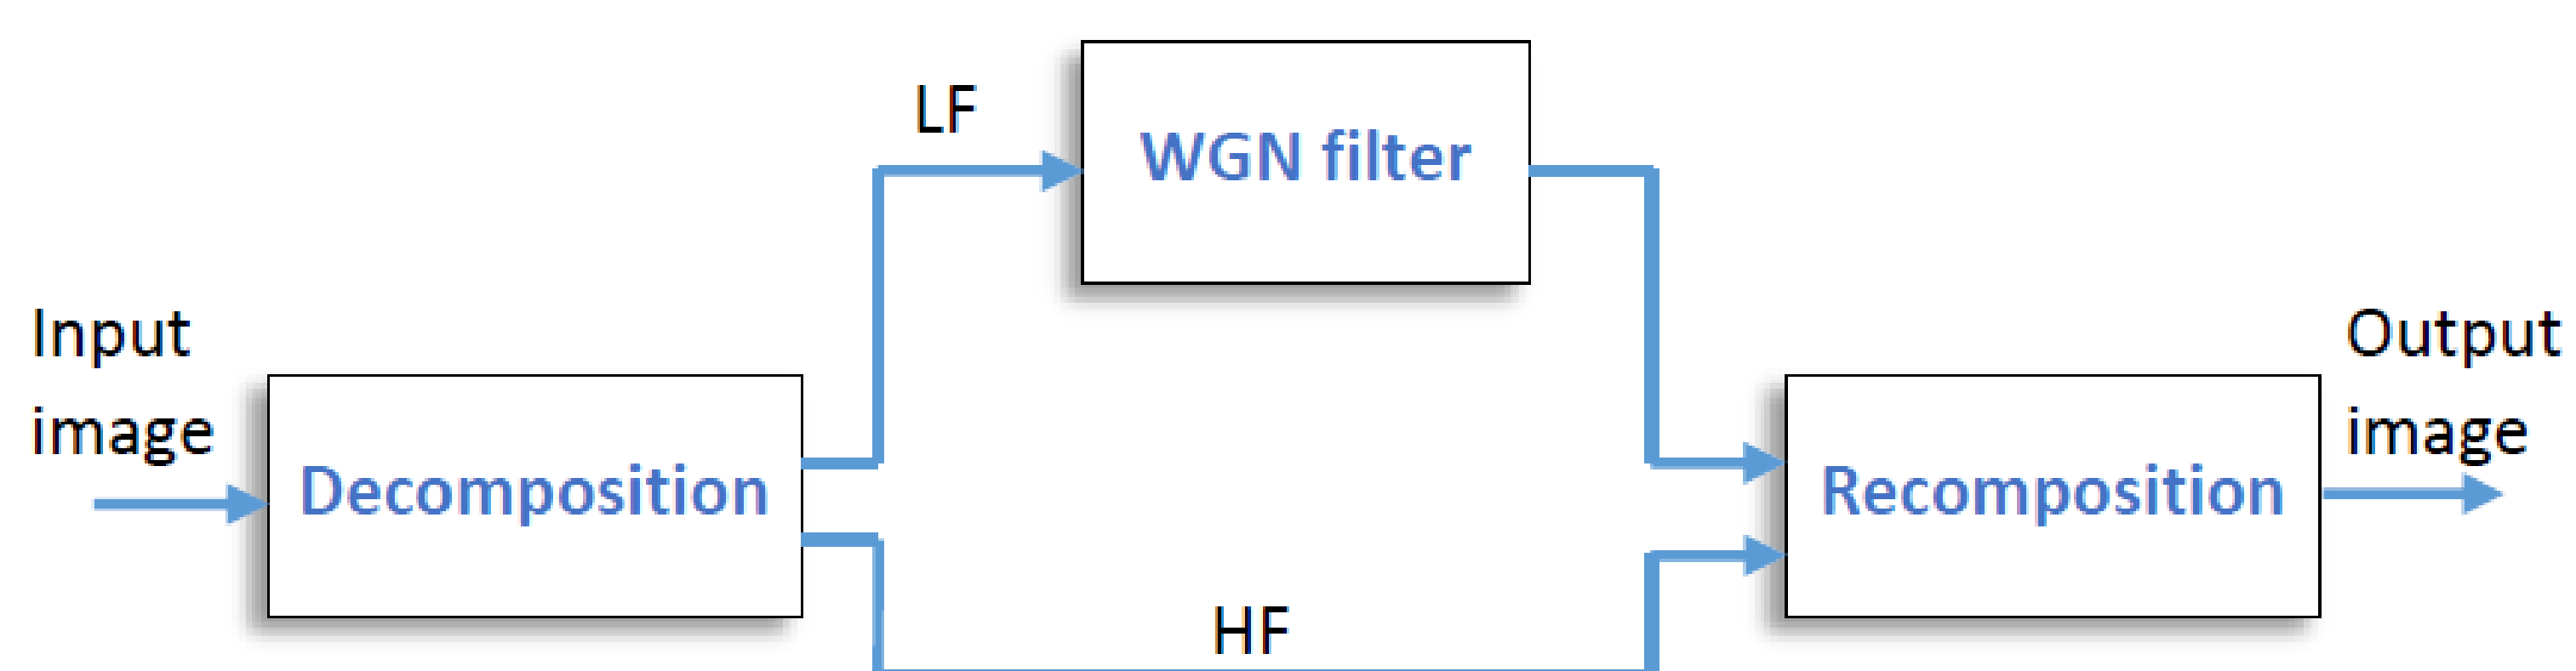 LF
WGN filter
Input
image
Decomposition
HF
Recomposition
Output
image